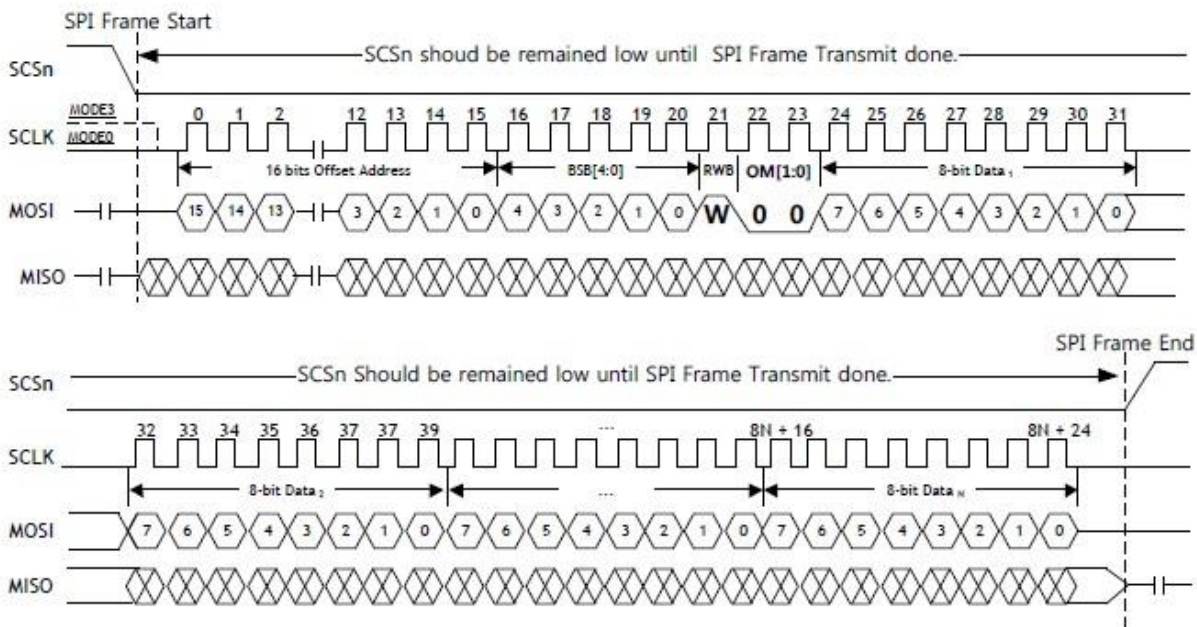 SPI Frame Start
SCSn shoud be remained low until SPI Frame Transmit done.
SCSn
MODE3
0 1 2 12 13 14 15 16 17 18 19 20 21 22 23 24 25 26 27 28 29 30 31
SCLK
MODE0
16 bits Offset Address BSB[4:0] RWB OM[1:0] 8-bit Data 1
MOSI 15 14 13 3 2 1 0 4 3 2 1 0 W 0 0 7 6 5 4 3 2 1 0
MISO
SPI Frame End
SCSn Should be remained low until SPI Frame Transmit done.
SCSn
32 33 34 35 36 37 37 39 ... 8N + 16 8N + 24
SCLK
8-bit Data 2 ... 8-bit Data N
MOSI 7 6 5 4 3 2 1 0 7 6 5 4 3 2 1 0 7 6 5 4 3 2 1 0
MISO